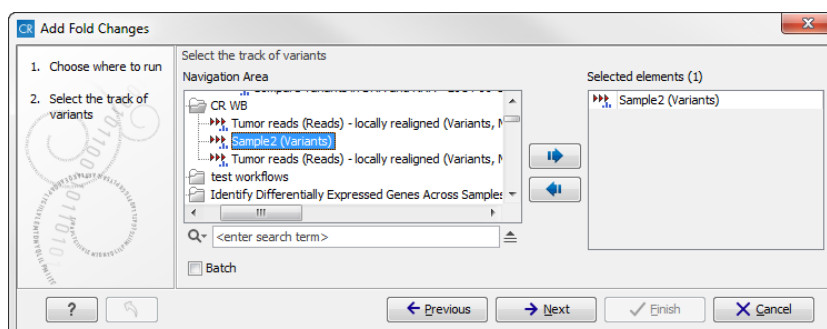 CR Add Fold Changes
1. Choose where to run
2. Select the track of
variants
Select the track of variants
Navigation Area
CR WB
Tumor reads (Reads) - locally realigned (Variants, M
Sample2 (Variants)
Tumor reads (Reads) - locally realigned (Variants, M
test workflows
Identify Differentially Expressed Genes Across Samples
<enter search term>
Batch
Selected elements (1)
Sample2 (Variants)
?
Previous
Next
Finish
Cancel